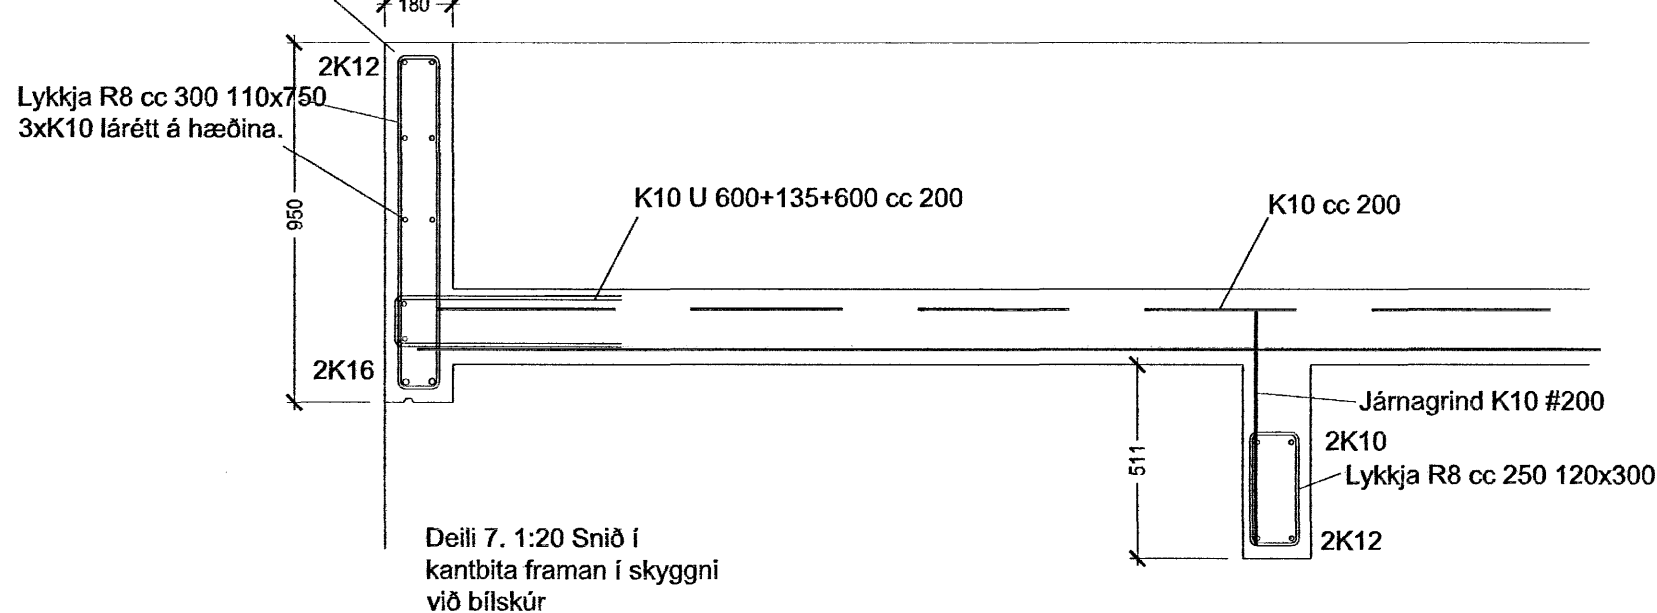 180
2K12
Lykkja R8 cc 300 110x750
3xK10 lárétt á hæðina.
950
K10 U 600+135+600 cc 200
K10 cc 200
2K16
Járnagrind K10 #200
511
2K10
Lykkja R8 cc 250 120x300
2K12
Deili 7. 1:20 Snið í
kantbita framan í skyggni
við bílskúr